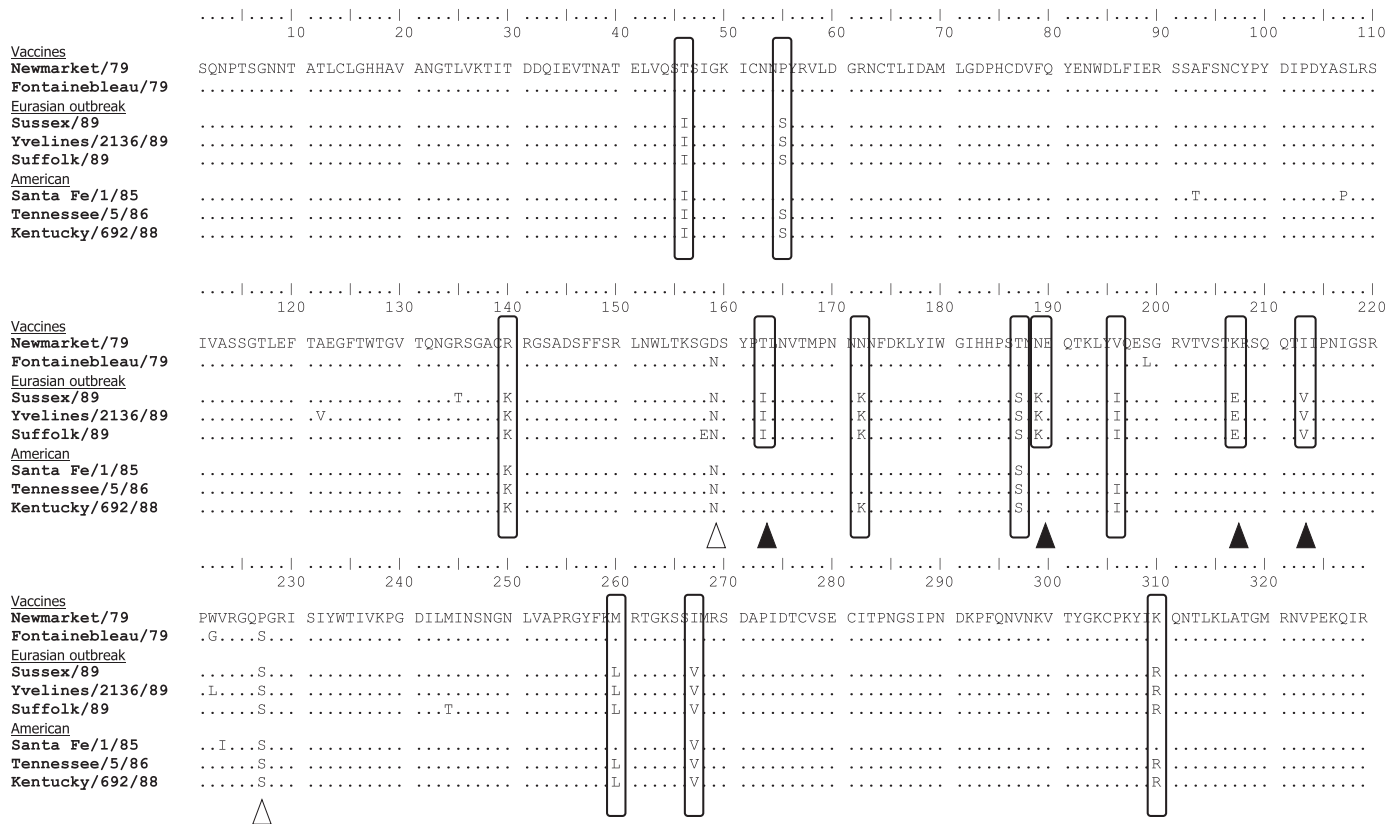 ....|....| ....|....| ....|....| ....|....| ....|....| ....|....| ....|....| ....|....| ....|....| ....|....| ....|....|
10 20 30 40 50 60 70 80 90 100 110
Vaccines
Newmarket/79 SQNPTSGNNT ATLCLGHHAV ANGTLVKTIT DDQIEVTNAT ELVQSTSIGK ICNNPYRVLD GRNCTLIDAM LGDPHCDVFQ YENWDLFIER SSAFSNCYPY DIPDYASLRS
Fontainebleau/79 .......... .......... .......... .......... .......... .......... .......... .......... .......... .......... ..........
Eurasian outbreak
Sussex/89 .......... .......... .......... .......... .....I.... ....S..... .......... .......... .......... .......... ..........
Yvelines/2136/89 .......... .......... .......... .......... .....I.... ....S..... .......... .......... .......... .......... ..........
Suffolk/89 .......... .......... .......... .......... .....I.... ....S..... .......... .......... .......... .......... ..........
American
Santa Fe/1/85 .......... .......... .......... .......... .....I.... .......... .......... .......... .......... ..T....... ......P...
Tennessee/5/86 .......... .......... .......... .......... .....I.... ....S..... .......... .......... .......... .......... ..........
Kentucky/692/88 .......... .......... .......... .......... .....I.... ....S..... .......... .......... .......... .......... ..........
....|....| ....|....| ....|....| ....|....| ....|....| ....|....| ....|....| ....|....| ....|....| ....|....| ....|....|
120 130 140 150 160 170 180 190 200 210 220
Vaccines
Newmarket/79 IVASSGTLEF TAEGFTWTGV TQNGRSGACR RGSADSFFSR LNWLTKSGDS YPTLNVTMPN NNNFDKLYIW GIHHPSTNNE QTKLYVQESG RVTVSTKRSQ QTIIPNIGSR
Fontainebleau/79 .......... .......... .......... .......... ........N. .......... .......... .......... ........L. .......... ..........
Eurasian outbreak
Sussex/89 .......... .......... ....T....K .......... ........N. ..I....... .K........ ......S.K. .....I.... ......E... ..V.......
Yvelines/2136/89 .......... .V........ .........K .......... ........N. ..I....... .K........ ......S.K. .....I.... ......E... ..V.......
Suffolk/89 .......... .......... .........K .......... .......EN. ..I....... .K........ ......S.K. .....I.... ......E... ..V.......
American
Santa Fe/1/85 .......... .......... .........K .......... ........N. .......... .......... ......S... .......... .......... ..........
Tennessee/5/86 .......... .......... .........K .......... ........N. .......... .......... ......S... .....I.... .......... ..........
Kentucky/692/88 .......... .......... .........K .......... ........N. .......... .K........ ......S... .....I.... .......... ..........
....|....| ....|....| ....|....| ....|....| ....|....| ....|....| ....|....| ....|....| ....|....| ....|....| ....|....
230 240 250 260 270 280 290 300 310 320
Vaccines
Newmarket/79 PWVRGQPGRI SIYWTIVKPG DILMINSNGN LVAPRGYFKM RTGKSSIMRS DAPIDTCVSE CITPNGSIPN DKPFQNVNKV TYGKCPKYIK QNTLKLATGM RNVPEKQIR
Fontainebleau/79 .G....S... .......... .......... .......... .......... .......... .......... .......... .......... .......... .........
Eurasian outbreak
Sussex/89 ......S... .......... .......... .........L ......V... .......... .......... .......... .........R .......... .........
Yvelines/2136/89 .L....S... .......... .......... .........L ......V... .......... .......... .......... .........R .......... .........
Suffolk/89 ......S... .......... ...T...... .........L ......V... .......... .......... .......... .........R .......... .........
American
Santa Fe/1/85 ..I...S... .......... .......... .......... ......V... .......... .......... .......... .......... .......... .........
Tennessee/5/86 ......S... .......... .......... .........L ......V... .......... .......... .......... .........R .......... .........
Kentucky/692/88 ......S... .......... .......... .........L ......V... .......... .......... .......... .........R .......... .........